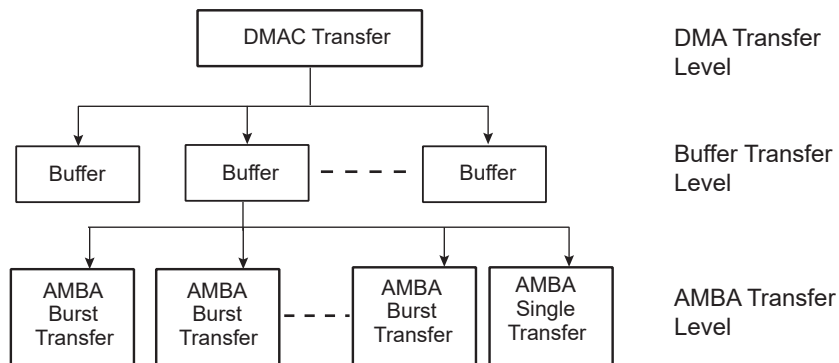 DMAC Transfer
DMA Transfer
Level
Buffer
Buffer
Buffer
Buffer Transfer
Level
AMBA
Burst
Transfer
AMBA
Burst
Transfer
AMBA
Burst
Transfer
AMBA
Single
Transfer
AMBA Transfer
Level